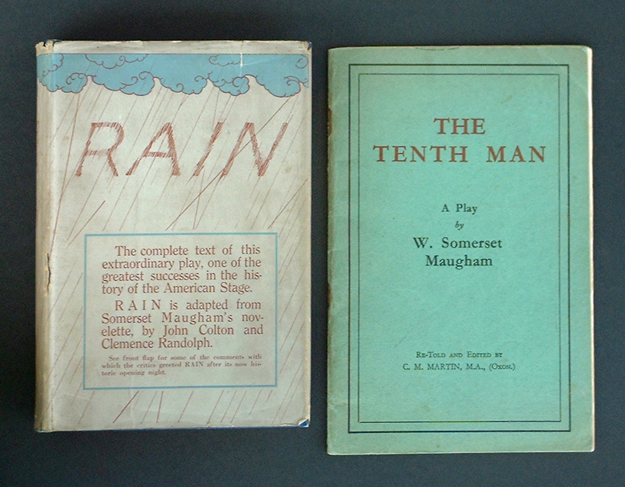 RAIN
The complete text of this
extraordinary play, one of the
greatest successes in the his-
tory of the American Stage.
RAIN is adapted from
Somerset Maugham's nov-
elette, by John Colton and
Clemence Randolph.
See front flap for some of the comments with
which the critics greeted RAIN after its now his-
toric opening night.
THE
TENTH MAN
A Play
by
W. Somerset
Maugham
RE-TOLD AND EDITED BY
C. M. MARTIN, M.A., (OXON.)